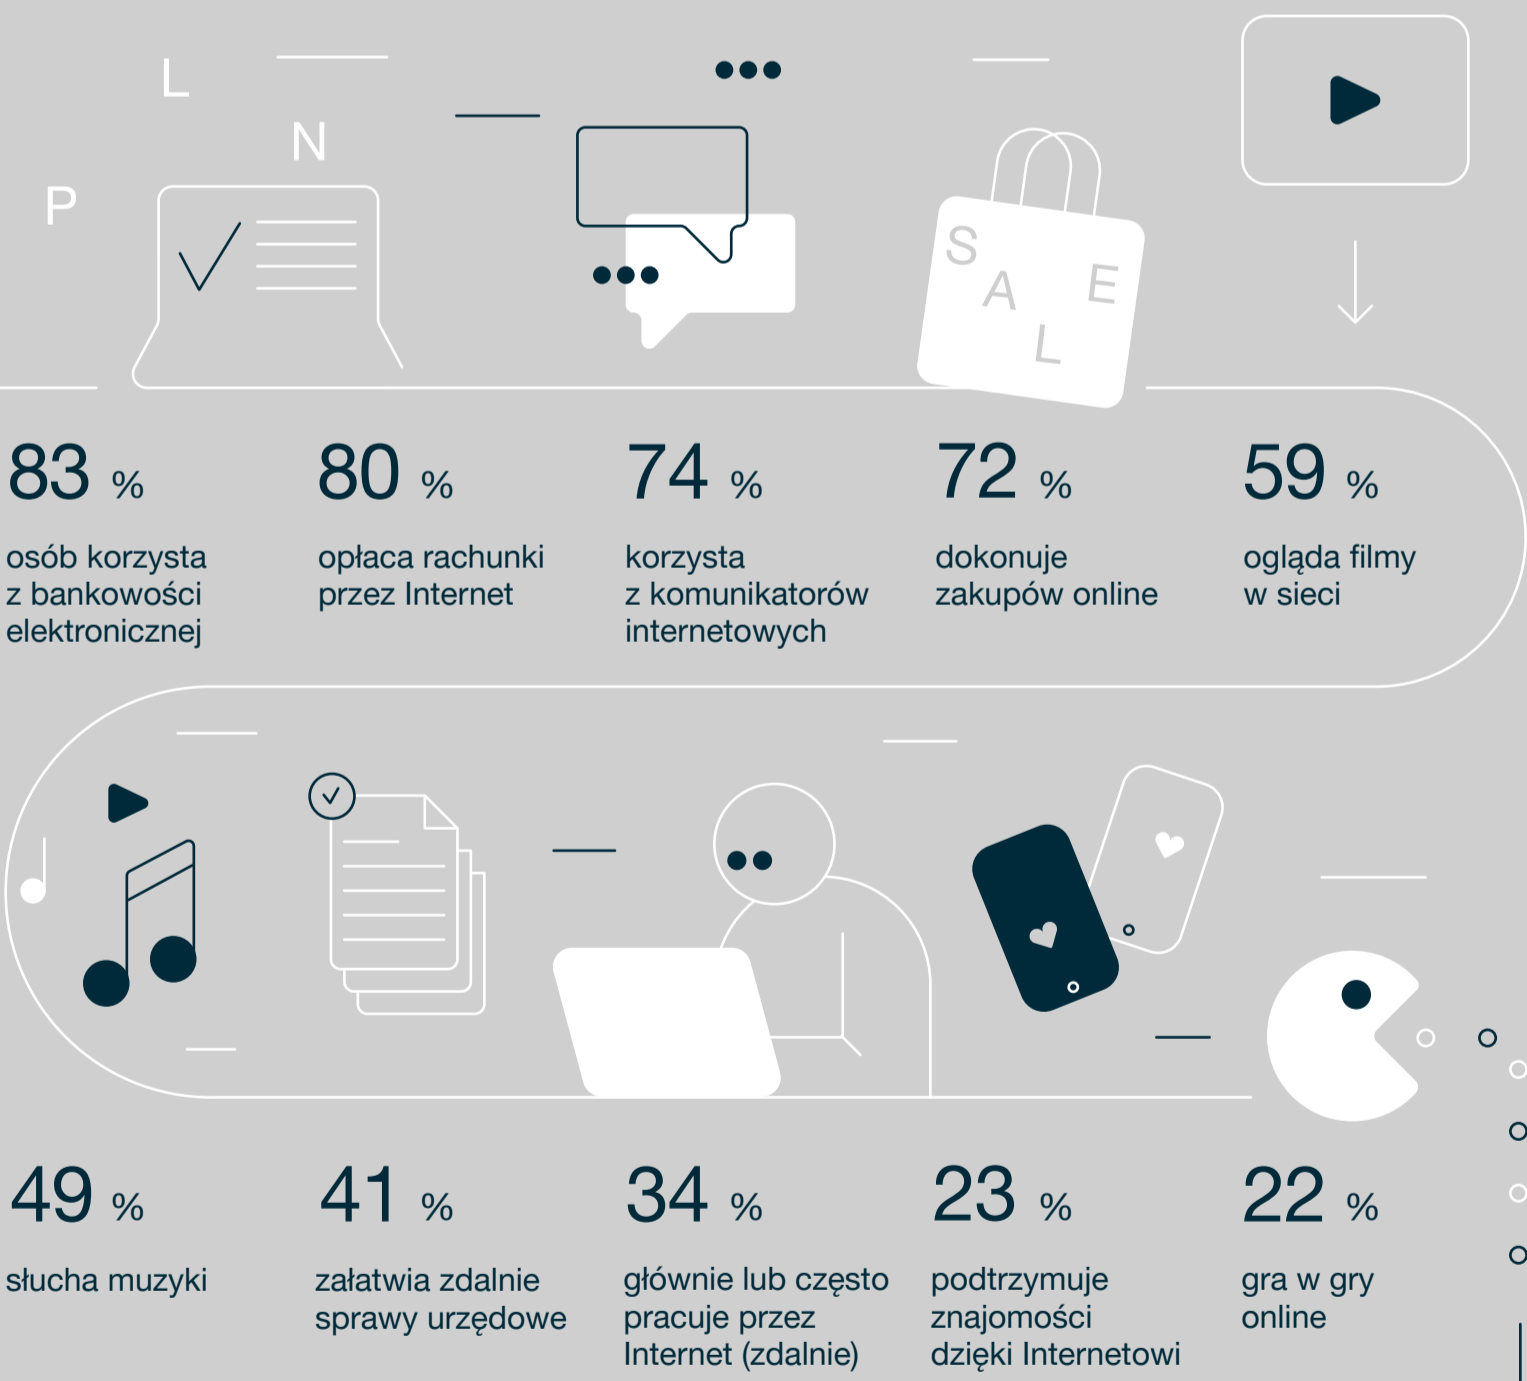 L
N
P
S
A
L
E
83 %
osób korzysta
z bankowości
elektronicznej
80 %
opłaca rachunki
przez Internet
74 %
korzysta
z komunikatorów
internetowych
72 %
dokonuje
zakupów online
59 %
ogląda filmy
w sieci
49 %
słucha muzyki
41 %
załatwia zdalnie
sprawy urzędowe
34 %
głównie lub często
pracuje przez
Internet (zdalnie)
23 %
podtrzymuje
znajomości
dzięki Internetowi
22 %
gra w gry
online